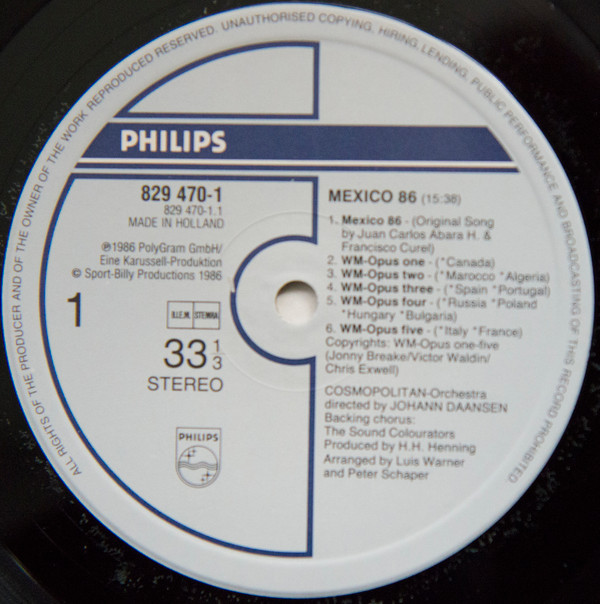 ALL RIGHTS OF THE PRODUCER AND OF THE OWNER OF THE WORK REPRODUCED RESERVED. UNAUTHORISED COPYING, HIRING, LENDING, PUBLIC PERFORMANCE AND BROADCASTING OF THIS RECORD PROHIBITED
PHILIPS
829 470-1
829 470-1.1
MADE IN HOLLAND
℗1986 PolyGram GmbH/
Eine Karussell-Produktion
© Sport-Billy Productions 1986
1
B.I.E.M. STEMRA
33 1/3
STEREO
PHILIPS
MEXICO 86 (15:38)
1. Mexico 86 - (Original Song
by Juan Carlos Abara H. &
Francisco Curel)
2. WM-Opus one - (*Canada)
3. WM-Opus two - (*Marocco *Algeria)
4. WM-Opus three - (*Spain *Portugal)
5. WM-Opus four - (*Russia *Poland
*Hungary *Bulgaria)
6. WM-Opus five - (*Italy *France)
Copyrights: WM-Opus one-five
(Jonny Breake/Victor Waldin/
Chris Exwell)
COSMOPOLITAN-Orchestra
directed by JOHANN DAANSEN
Backing chorus:
The Sound Colourators
Produced by H.H. Henning
Arranged by Luis Warner
and Peter Schaper